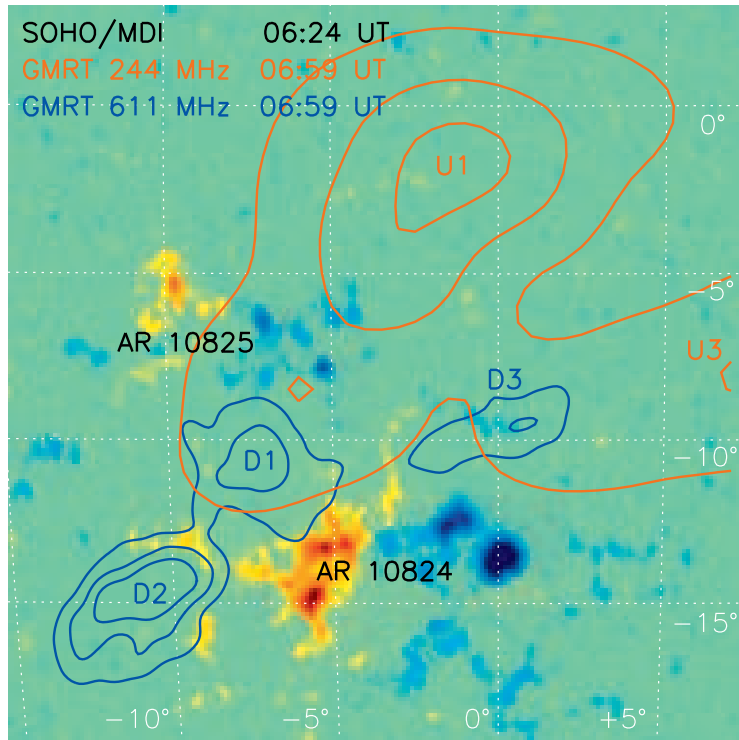 SOHO/MDI 06:24 UT
GMRT 244 MHz 06:59 UT
GMRT 611 MHz 06:59 UT
0°
U1
-5°
AR 10825
U3
D3
D1
-10°
AR 10824
D2
-15°
-10° -5° 0° +5°